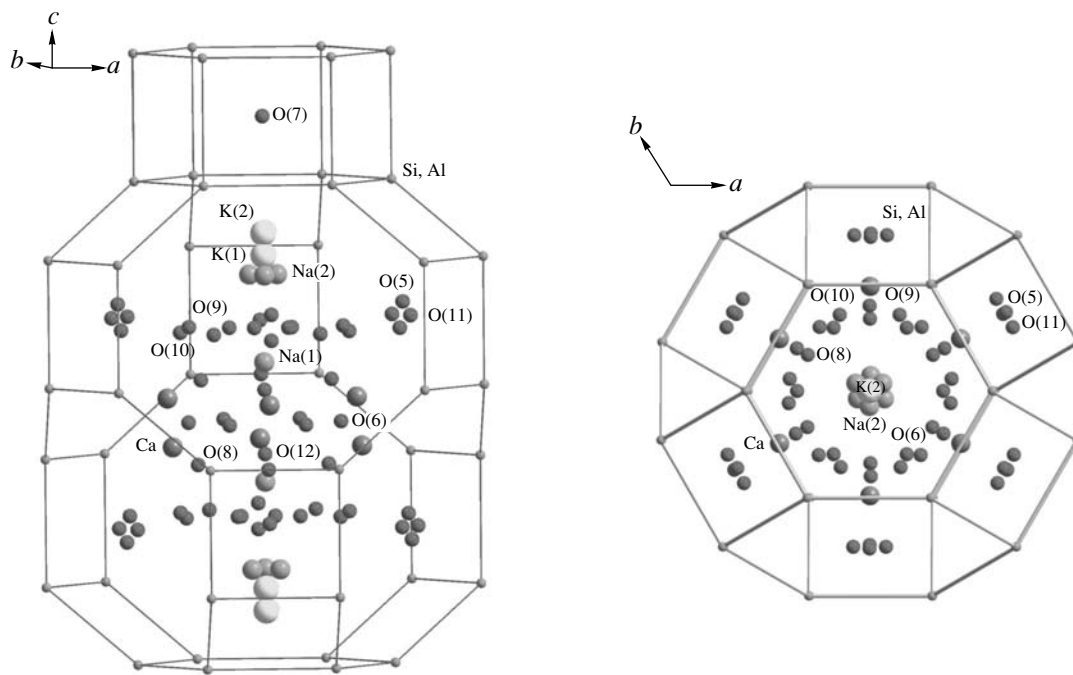 c
b
a
O(7)
Si, Al
K(2)
K(1)
Na(2)
O(5)
O(9)
O(11)
O(10)
Na(1)
O(6)
Ca
O(8)
O(12)
b
a
Si, Al
O(10)
O(9)
O(5)
O(11)
O(8)
K(2)
Na(2)
O(6)
Ca